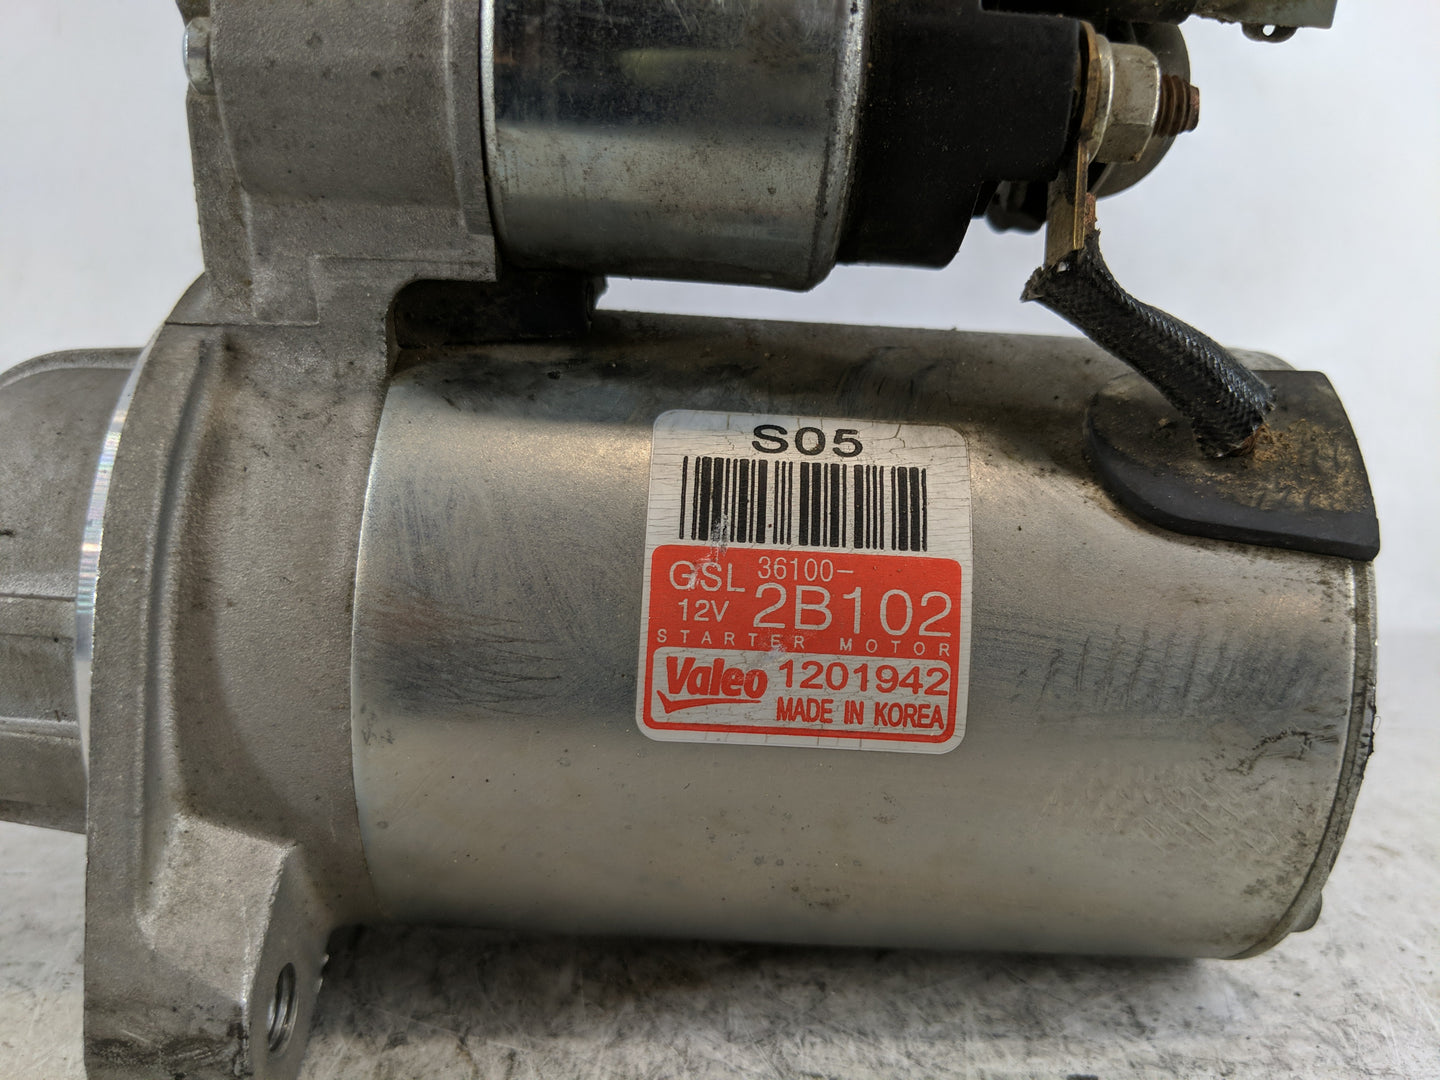 S05
GSL 36100-
12V 2B102
STARTER MOTOR
Valeo 1201942
MADE IN KOREA